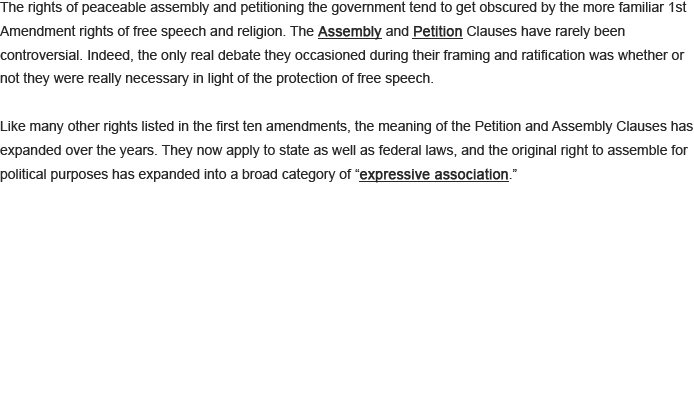 The rights of peaceable assembly and petitioning the government tend to get obscured by the more familiar 1st
Amendment rights of free speech and religion. The Assembly and Petition Clauses have rarely been
controversial. Indeed, the only real debate they occasioned during their framing and ratification was whether or
not they were really necessary in light of the protection of free speech.
Like many other rights listed in the first ten amendments, the meaning of the Petition and Assembly Clauses has
expanded over the years. They now apply to state as well as federal laws, and the original right to assemble for
political purposes has expanded into a broad category of “expressive association.”